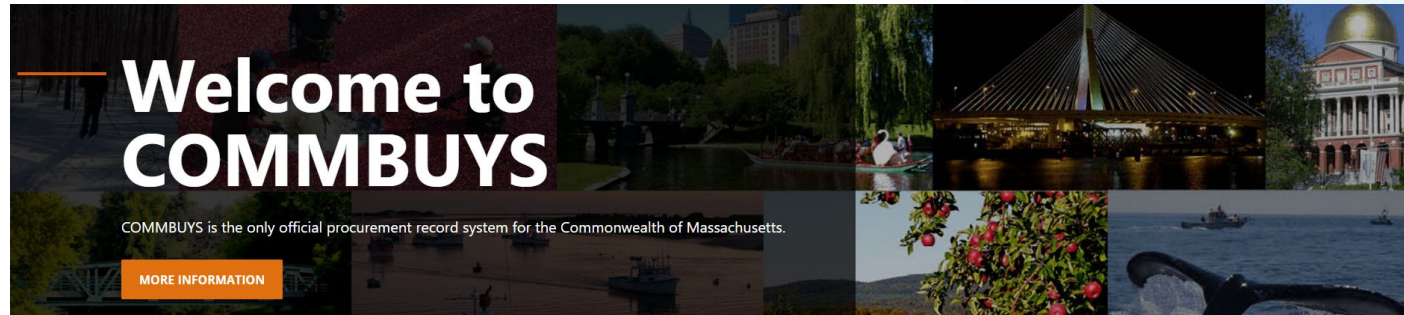 Welcome to
COMMBUYS
COMMBUYS is the only official procurement record system for the Commonwealth of Massachusetts.
MORE INFORMATION